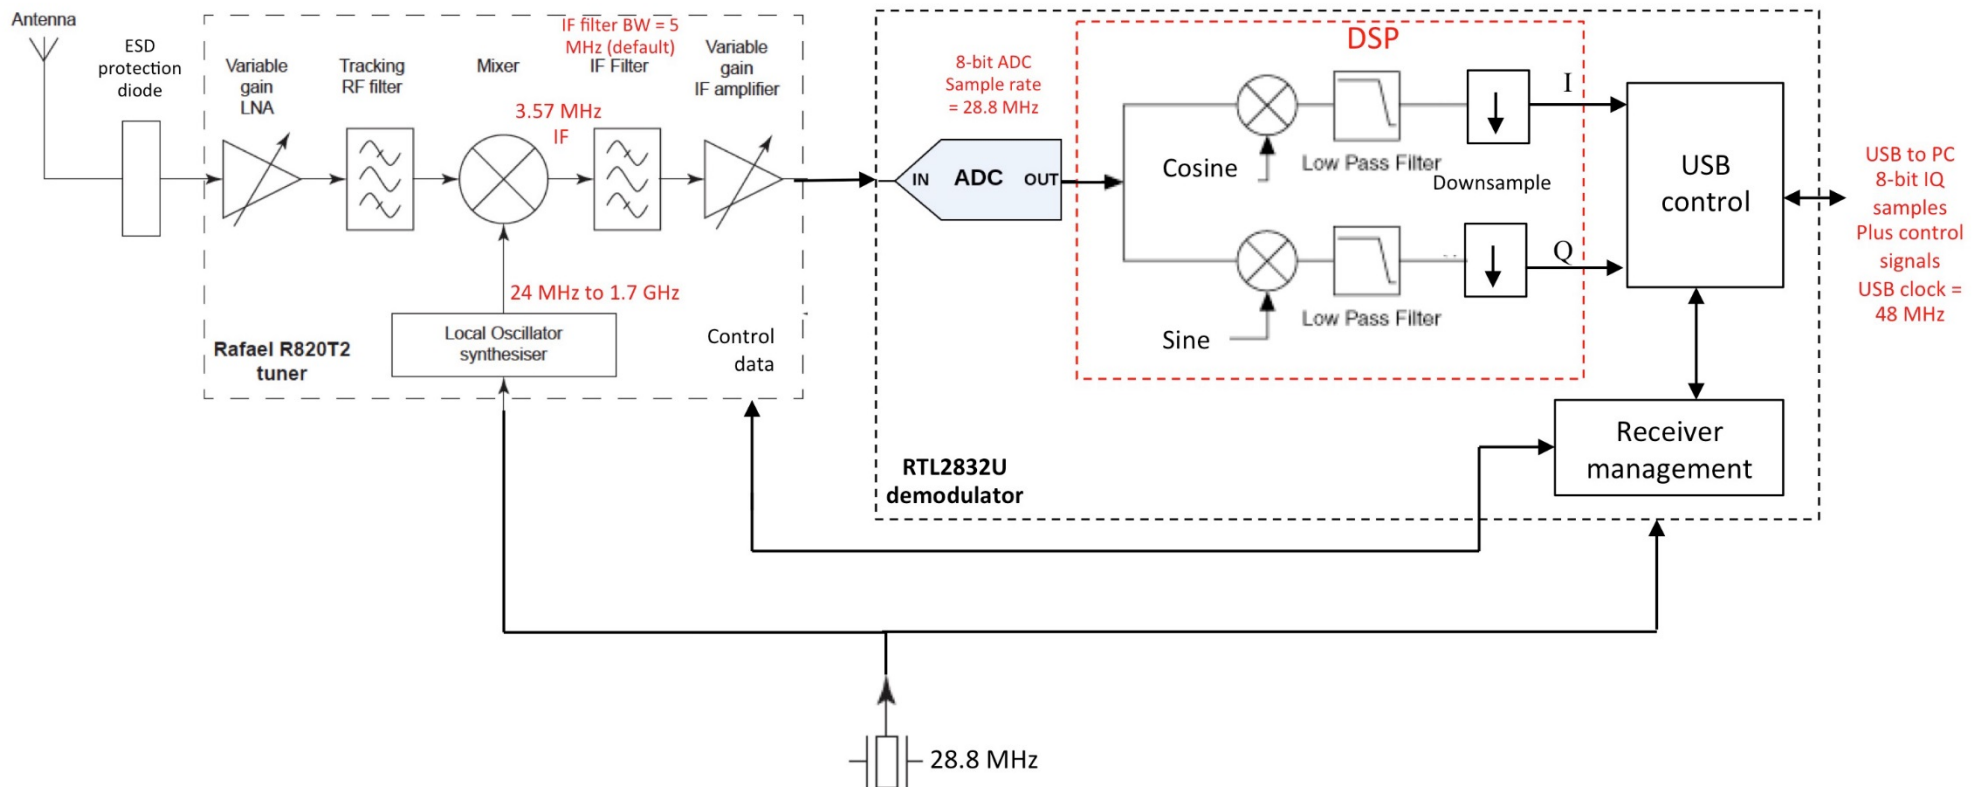 Antenna
ESD
protection
diode
Variable
gain
LNA
Tracking
RF filter
Mixer
IF filter BW = 5
MHz (default)
IF Filter
Variable
gain
IF amplifier
3.57 MHz
IF
24 MHz to 1.7 GHz
Local Oscillator
synthesiser
Rafael R820T2
tuner
Control
data
8-bit ADC
Sample rate
= 28.8 MHz
IN
ADC
OUT
DSP
Cosine
Low Pass Filter
Downsample
I
Sine
Low Pass Filter
Q
USB
control
USB to PC
8-bit IQ
samples
Plus control
signals
USB clock =
48 MHz
Receiver
management
RTL2832U
demodulator
28.8 MHz